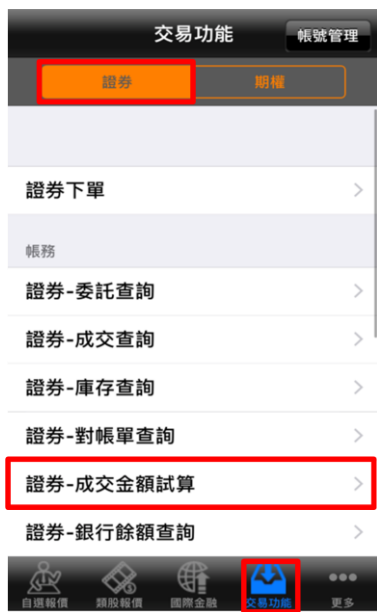 交易功能
帳號管理
證券
期權
證券下單
帳務
證券-委託查詢
證券-成交查詢
證券-庫存查詢
證券-對帳單查詢
證券-成交金額試算
證券-銀行餘額查詢
自選報價
類股報價
國際金融
交易功能
更多